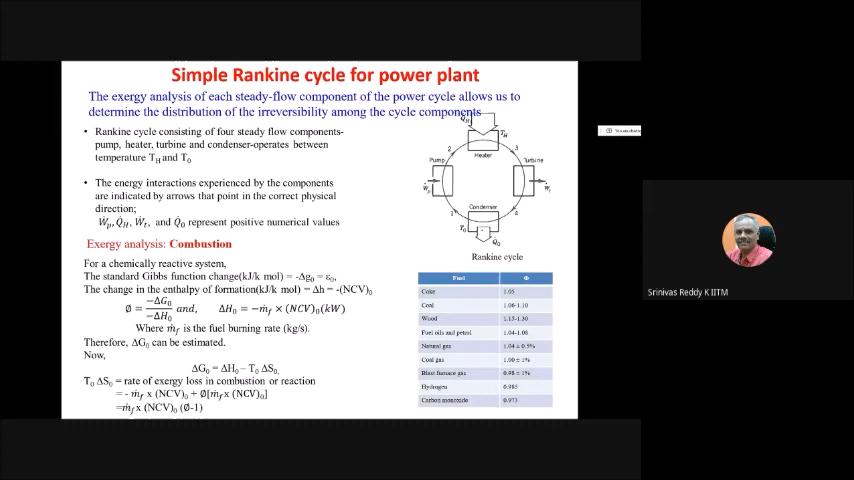 Simple Rankine cycle for power plant
The exergy analysis of each steady-flow component of the power cycle allows us to
determine the distribution of the irreversibility among the cycle components
• Rankine cycle consisting of four steady flow components-
pump, heater, turbine and condenser-operates between
temperature T_H and T_0
• The energy interactions experienced by the components
are indicated by arrows that point in the correct physical
direction;
Ẇ_p, Q̇_H, Ẇ_t, and Q̇_0 represent positive numerical values
Exergy analysis: Combustion
For a chemically reactive system,
The standard Gibbs function change(kJ/k mol) = -Δg_0 = ε_0,
The change in the enthalpy of formation(kJ/k mol) = Δh = -(NCV)_0
∅ = −ΔG_0 / −ΔH_0 and, ΔH_0 = −ṁ_f × (NCV)_0(kW)
Where ṁ_f is the fuel burning rate (kg/s).
Therefore, ΔG_0 can be estimated.
Now,
ΔG_0 = ΔH_0 – T_0 ΔS_0,
T_0 ΔS_0 = rate of exergy loss in combustion or reaction
= - ṁ_f x (NCV)_0 + ∅[ṁ_f x (NCV)_0]
=ṁ_f x (NCV)_0 (∅-1)
Q̇_H
T_H
Heater
2
3
Pump
Turbine
Ẇ_p
Ẇ_t
Condenser
1
4
T_0
Q̇_0
Rankine cycle
Fuel Φ
Coke 1.05
Coal 1.06-1.10
Wood 1.15-1.30
Fuel oils and petrol 1.04-1.08
Natural gas 1.04 ± 0.5%
Coal gas 1.00 ± 1%
Blast furnace gas 0.98 ± 1%
Hydrogen 0.985
Carbon monoxide 0.973
Srinivas Reddy K IITM